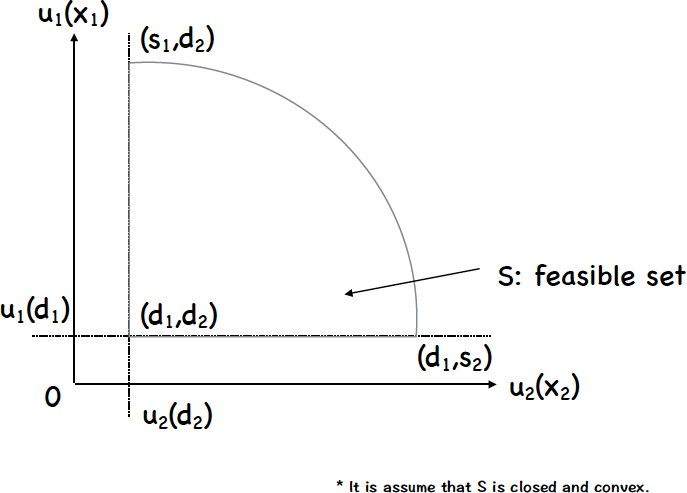 u₁(x₁)
(s₁,d₂)
S: feasible set
u₁(d₁)
(d₁,d₂)
(d₁,s₂)
0
u₂(x₂)
u₂(d₂)
* It is assume that S is closed and convex.